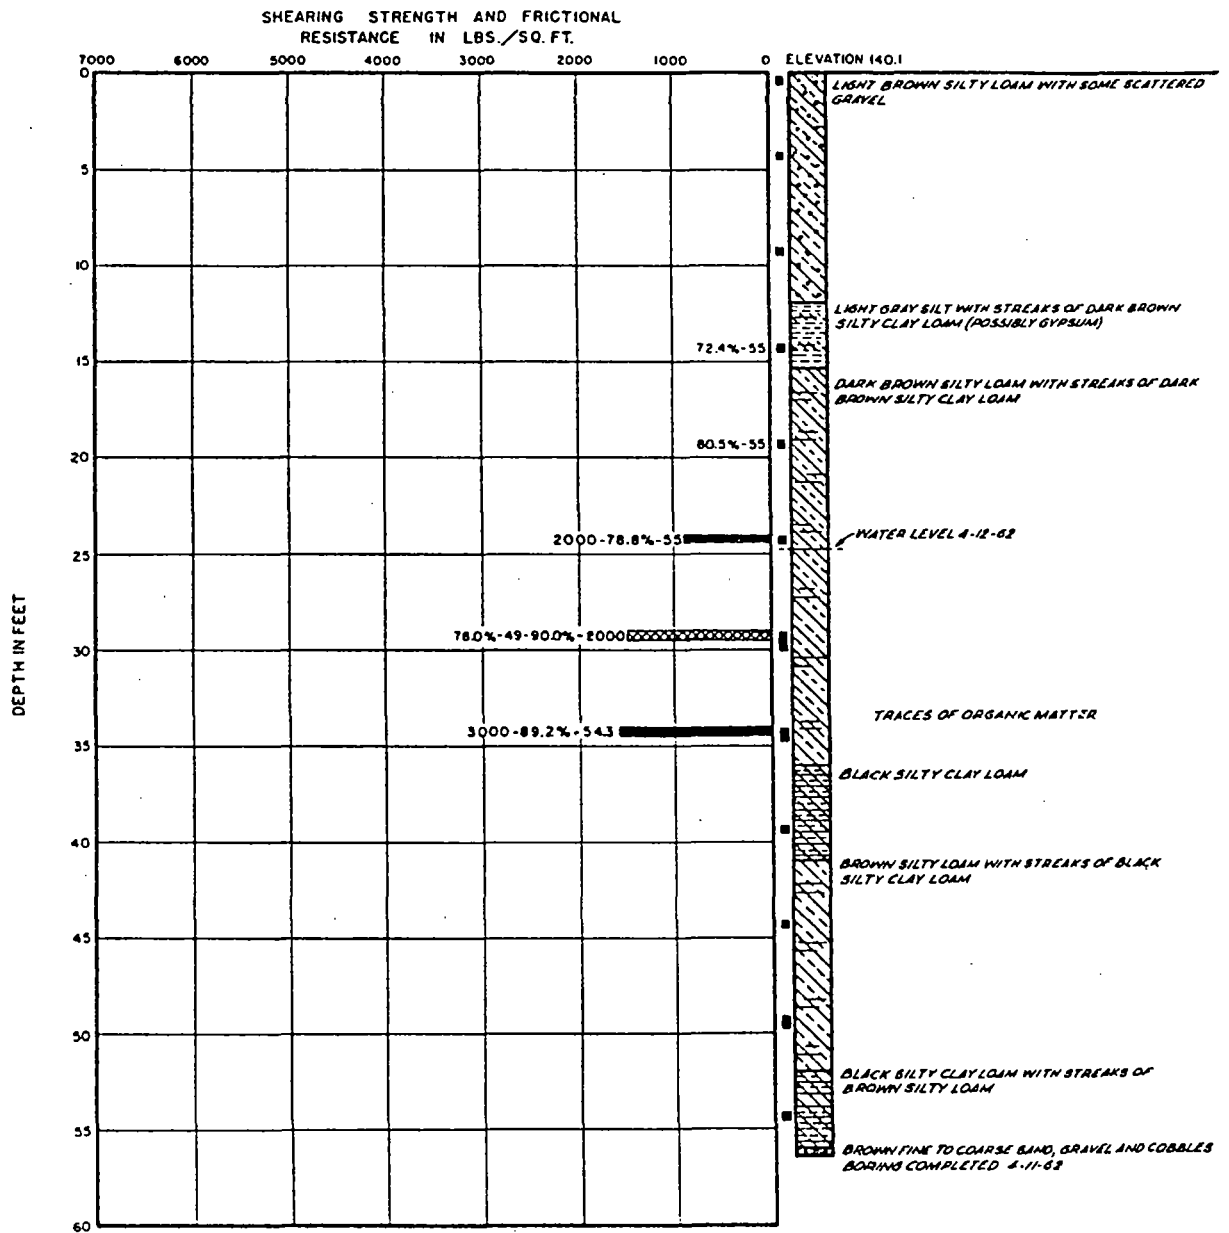 SHEARING STRENGTH AND FRICTIONAL
RESISTANCE IN LBS./SQ.FT.
7000 6000 5000 4000 3000 2000 1000 0 ELEVATION 140.1
0
LIGHT BROWN SILTY LOAM WITH SOME SCATTERED
GRAVEL
5
10
LIGHT GRAY SILT WITH STREAKS OF DARK BROWN
SILTY CLAY LOAM (POSSIBLY GYPSUM)
72.4%-55
15
DARK BROWN SILTY LOAM WITH STREAKS OF DARK
BROWN SILTY CLAY LOAM
80.5%-55
20
WATER LEVEL 4-12-62
2000-78.8%-55
25
78.0%-49-90.0%-2000
30
TRACES OF ORGANIC MATTER
3000-89.2%-54.3
35
BLACK SILTY CLAY LOAM
40
BROWN SILTY LOAM WITH STREAKS OF BLACK
SILTY CLAY LOAM
45
50
BLACK SILTY CLAY LOAM WITH STREAKS OF
BROWN SILTY LOAM
55
BROWN FINE TO COARSE SAND, GRAVEL AND COBBLES
BORING COMPLETED 4-11-62
60
DEPTH IN FEET